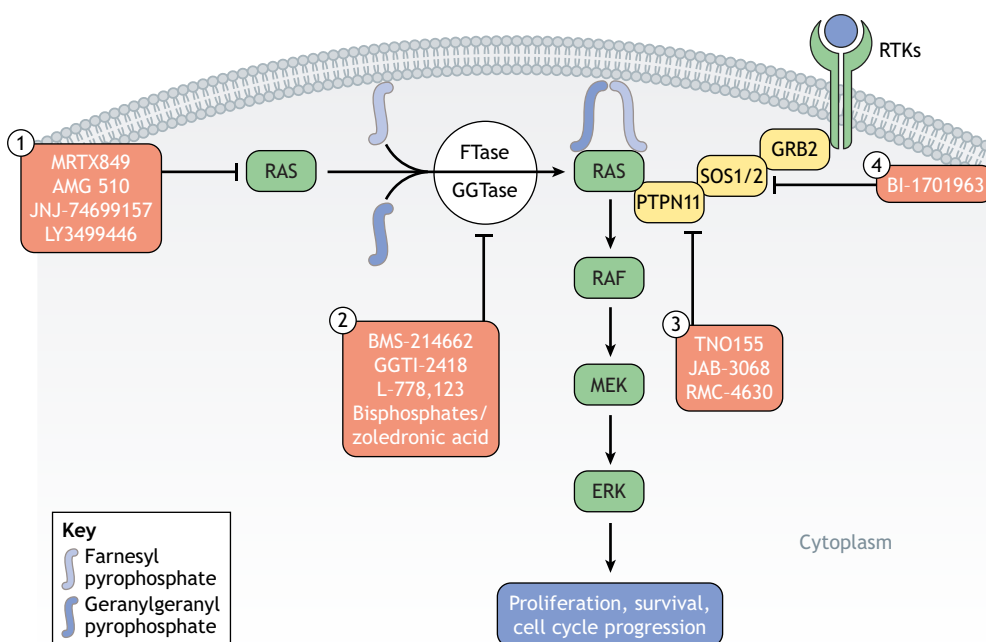 RTKs
1
MRTX849
AMG 510
JNJ-74699157
LY3499446
RAS
FTase
GGTase
RAS
PTPN11
SOS1/2
GRB2
4
BI-1701963
RAF
2
BMS-214662
GGTI-2418
L-778,123
Bisphosphates/
zoledronic acid
3
TNO155
JAB-3068
RMC-4630
MEK
ERK
Key
Farnesyl
pyrophosphate
Geranylgeranyl
pyrophosphate
Cytoplasm
Proliferation, survival,
cell cycle progression